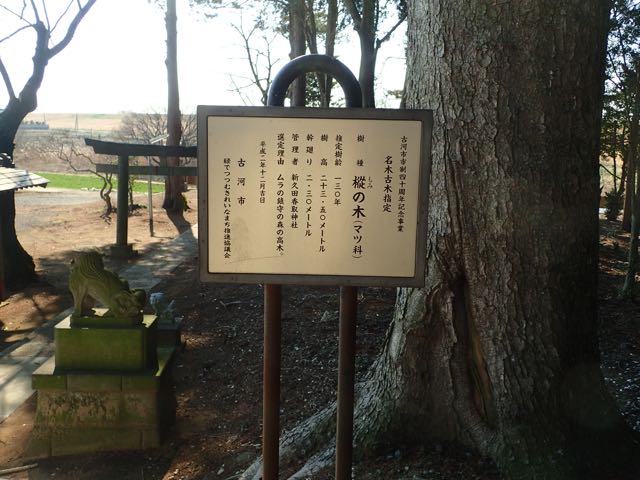 古河市市制四十周年記念事業
名木古木指定
樹種 樅の木(マツ科)
もみ
推定樹齢 一三〇年
樹高 二十三・五〇メートル
幹廻り 二・三〇メートル
管理者 新久田香取神社
選定理由 ムラの鎮守の森の高木。
平成二年十二月吉日
古河市
緑でつつむきれいなまち推進協議会